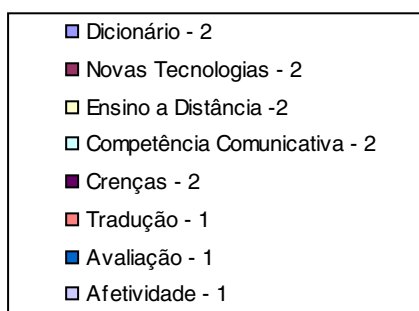 Dicionário - 2
Novas Tecnologias - 2
Ensino a Distância -2
Competência Comunicativa - 2
Crenças - 2
Tradução - 1
Avaliação - 1
Afetividade - 1